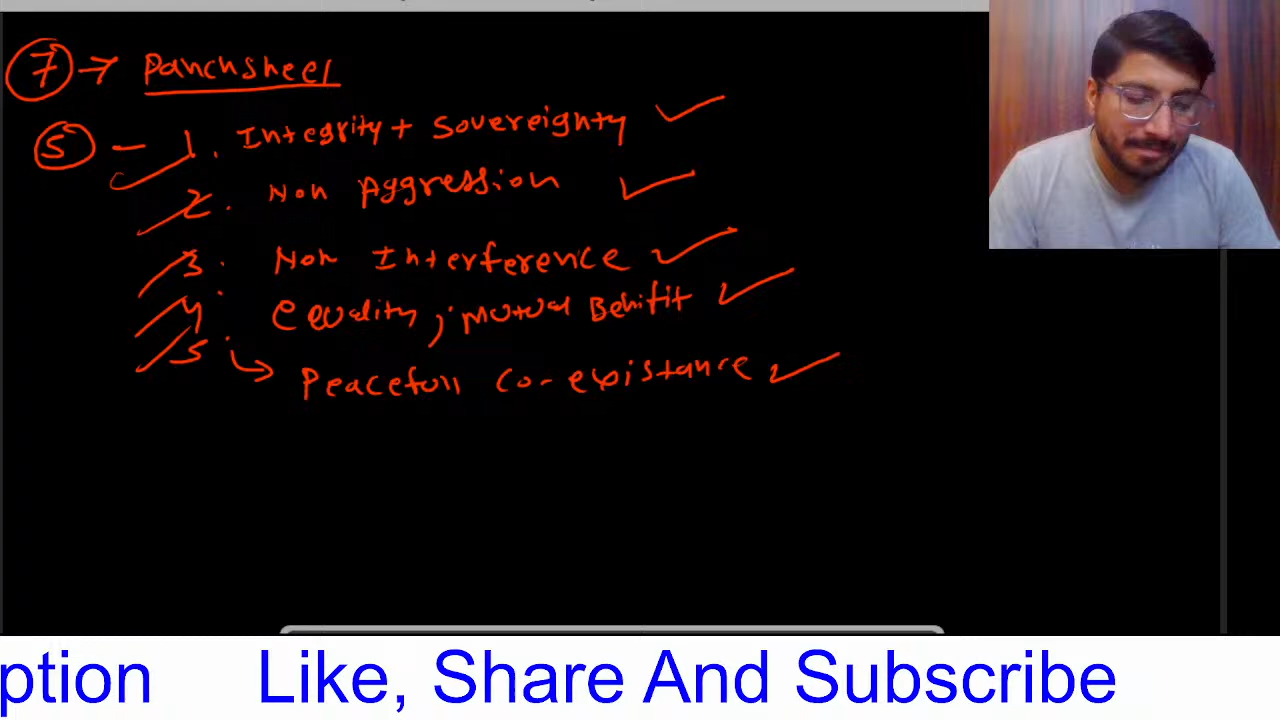 7 → Panchsheel
5 - 1. Integrity + Sovereignty
2. Non Aggression
3. Non Interference
4. Equality, Mutual Benifit
5. → Peacefull Co-existance
ption Like, Share And Subscribe